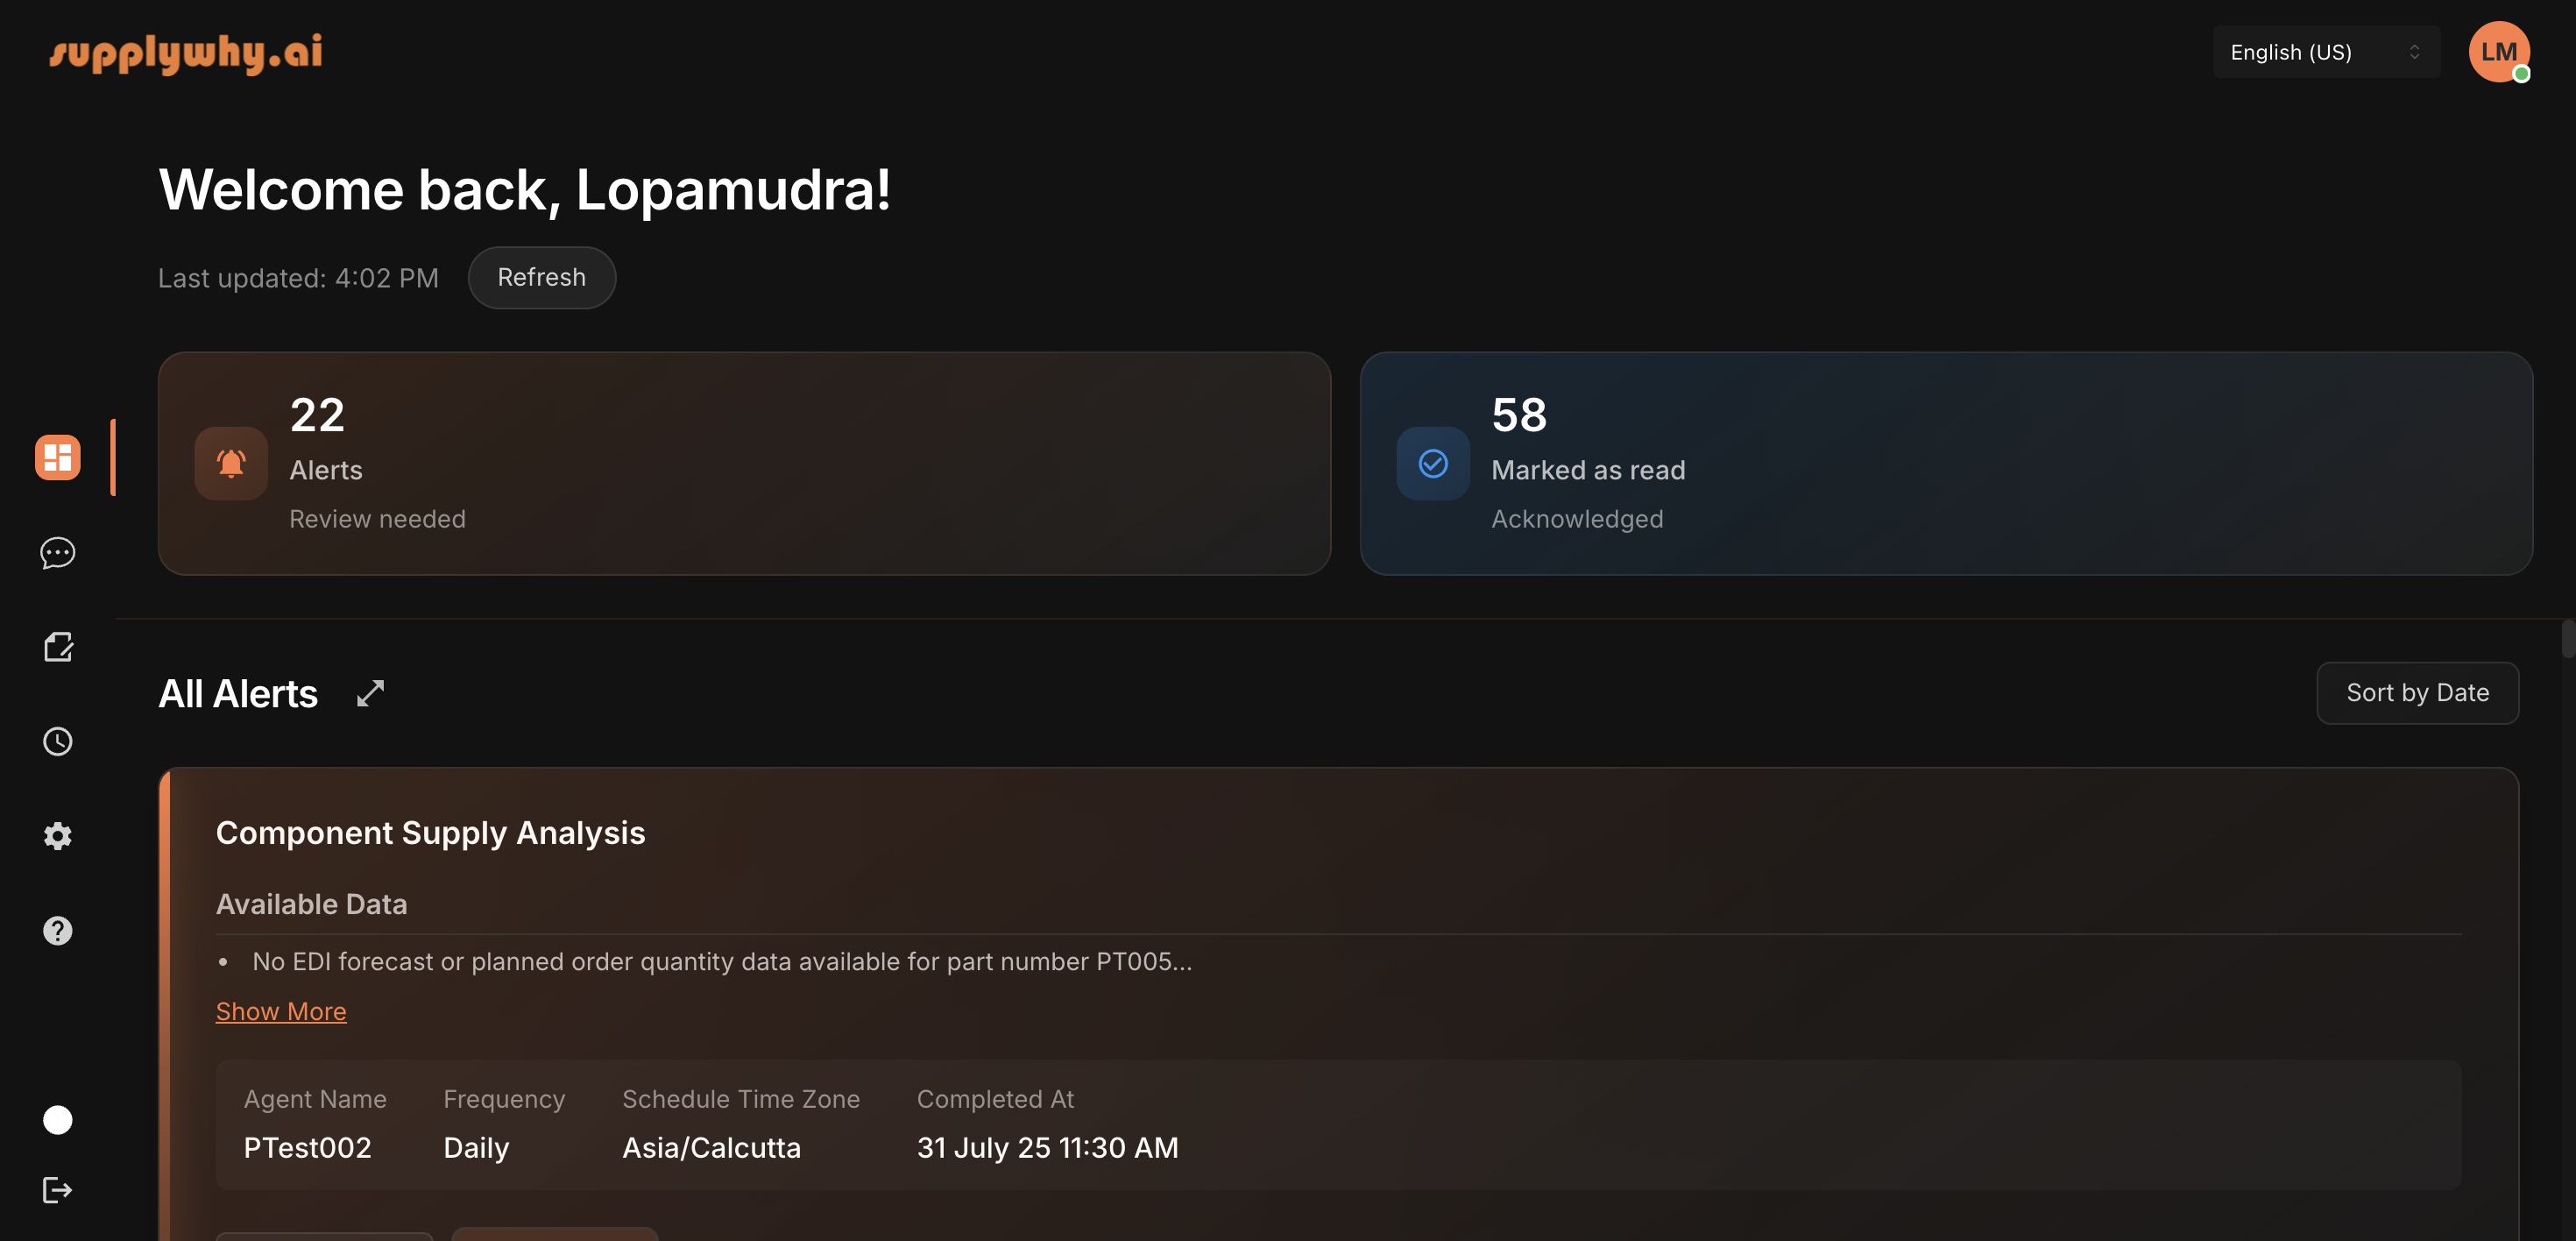 supplywhy.ai
English (US)
LM
Welcome back, Lopamudra!
Last updated: 4:02 PM
Refresh
22
Alerts
Review needed
58
Marked as read
Acknowledged
All Alerts
Sort by Date
Component Supply Analysis
Available Data
• No EDI forecast or planned order quantity data available for part number PT005...
Show More
Agent Name Frequency Schedule Time Zone Completed At
PTest002 Daily Asia/Calcutta 31 July 25 11:30 AM